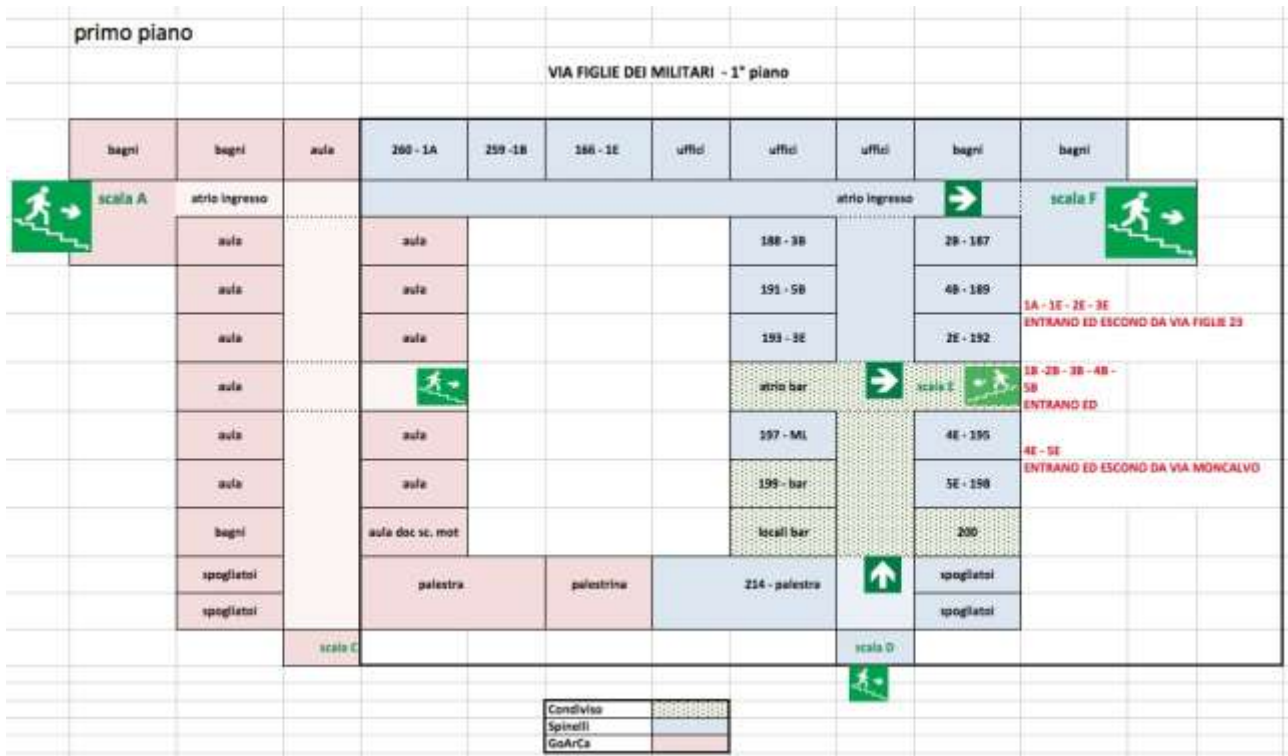 primo piano
VIA FIGLIE DEI MILITARI - 1° piano
bagni bagni aula 260 - 1A 259 -1B 166 - 1E uffici uffici uffici bagni bagni
scala A atrio ingresso atrio ingresso scala F
aula aula 188 - 3B 2B - 187
aula aula 191 - 5B 4B - 189
1A - 1E - 2E - 3E
ENTRANO ED ESCONO DA VIA FIGLIE 23
aula aula 193 - 3E 2E - 192
aula atrio bar scala E
1B -2B - 3B - 4B -
5B
ENTRANO ED
aula aula 197 - ML 4E - 195
4E - 5E
ENTRANO ED ESCONO DA VIA MONCALVO
aula aula 199 - bar 5E - 198
bagni aula doc sc. mot locali bar 200
spogliatoi palestra palestrina 214 - palestra spogliatoi
spogliatoi spogliatoi
scala C scala D
Condiviso
Spinelli
GoArCa